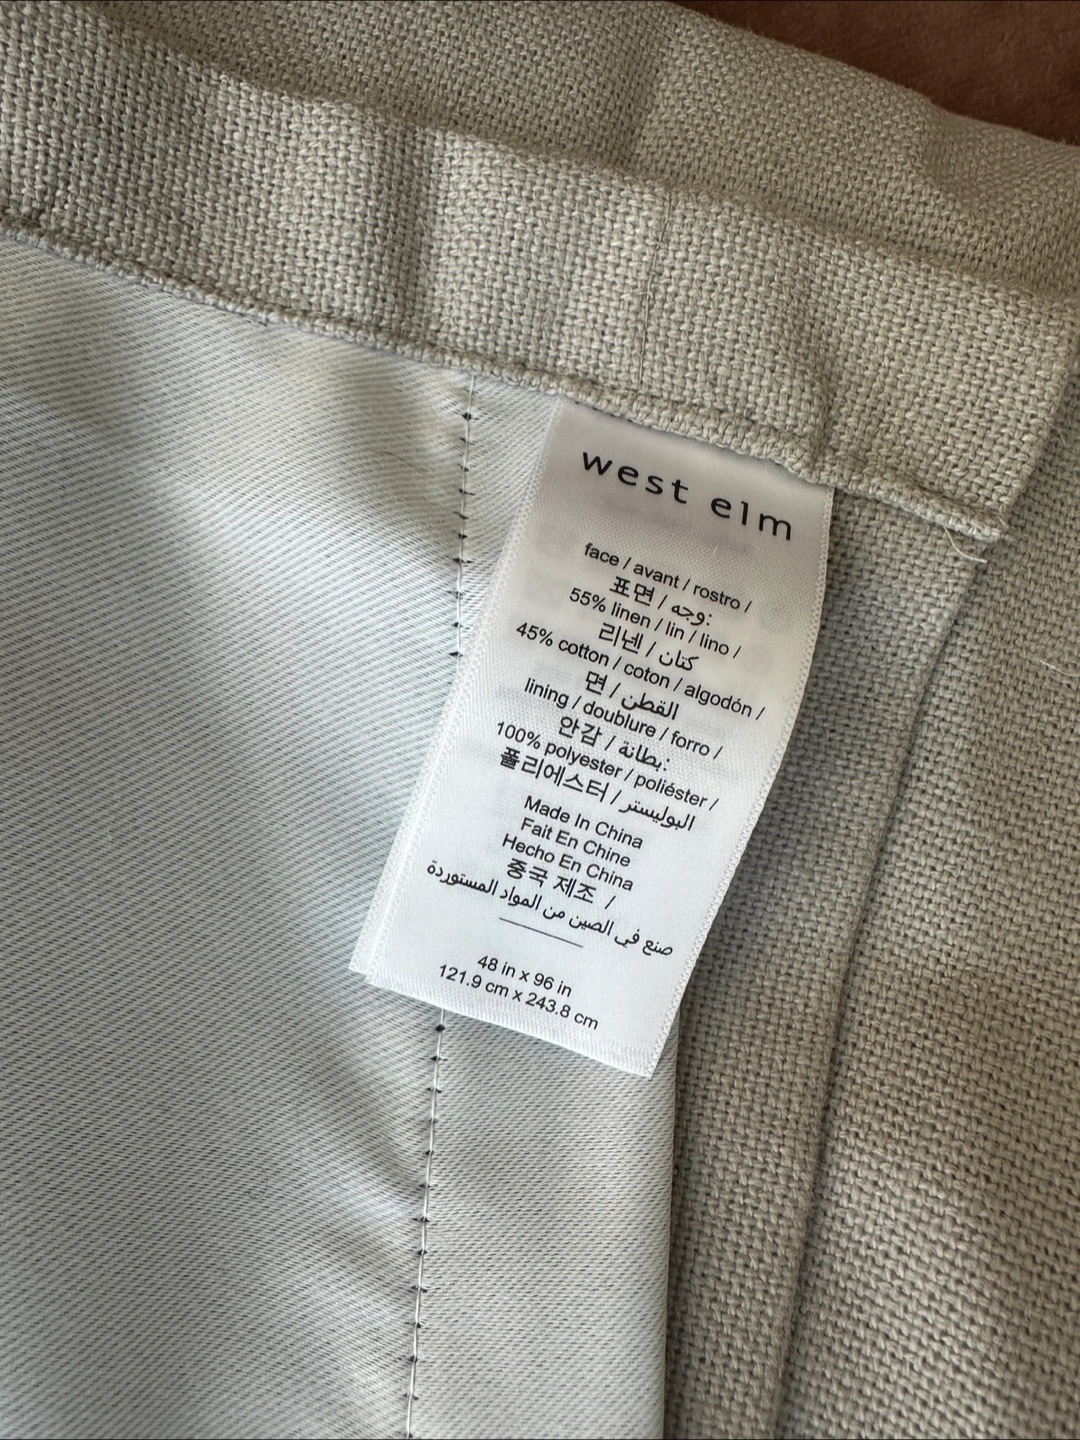 west elm
face / avant / rostro /
표면 / وجه:
55% linen / lin / lino /
리넨 / كتان
45% cotton / coton / algodón /
면 / القطن
lining / doublure / forro /
안감 / بطانة:
100% polyester / poliéster /
폴리에스터 / البوليستر
Made In China
Fait En Chine
Hecho En China
중국 제조 /
صنع في الصين من المواد المستوردة
48 in x 96 in
121.9 cm x 243.8 cm